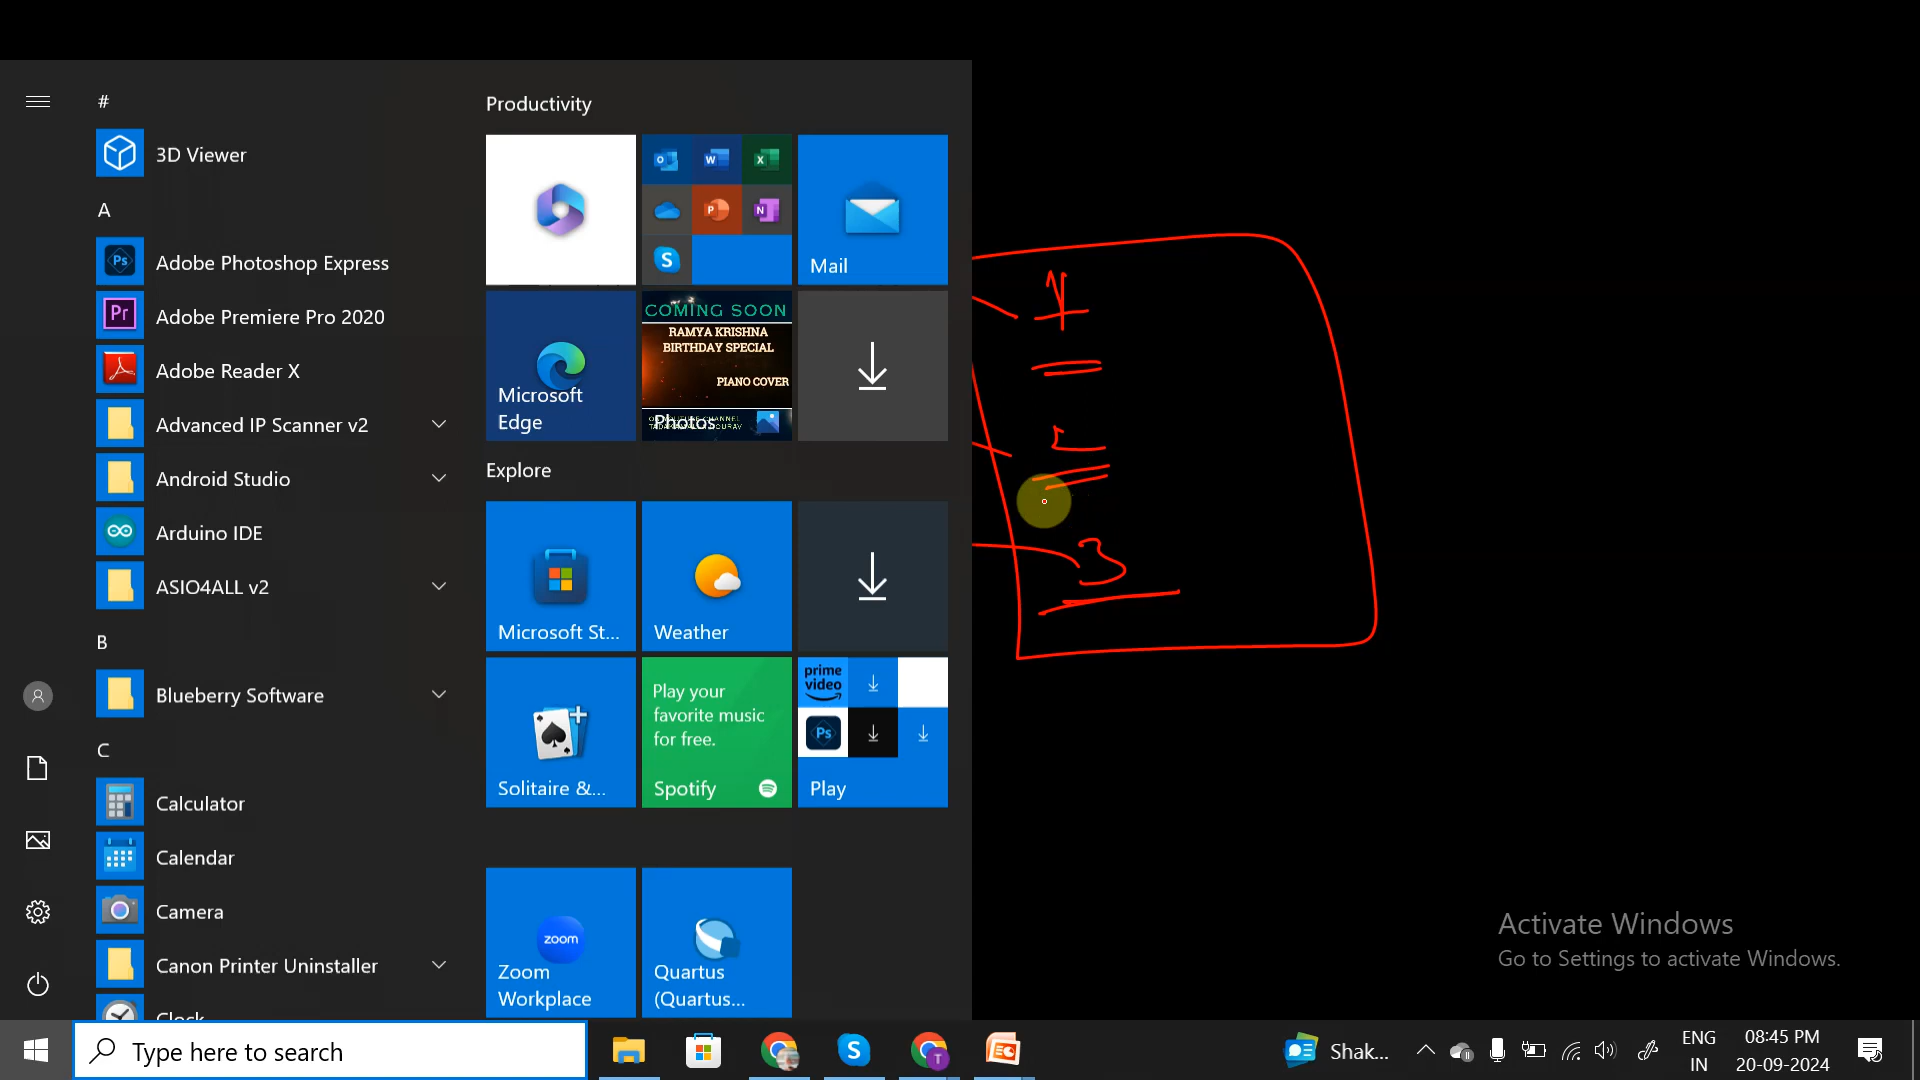 #
3D Viewer
A
Adobe Photoshop Express
Adobe Premiere Pro 2020
Adobe Reader X
Advanced IP Scanner v2
Android Studio
Arduino IDE
ASIO4ALL v2
B
Blueberry Software
C
Calculator
Calendar
Camera
Canon Printer Uninstaller
Clock
Productivity
Mail
Microsoft
Edge
COMING SOON
RAMYA KRISHNA
BIRTHDAY SPECIAL
PIANO COVER
Photos
Explore
Microsoft St...
Weather
Solitaire &...
Play your
favorite music
for free.
Spotify
prime
video
Ps
Play
zoom
Zoom
Workplace
Quartus
(Quartus...
1
3
Activate Windows
Go to Settings to activate Windows.
Type here to search
Shak...
ENG
IN
08:45 PM
20-09-2024